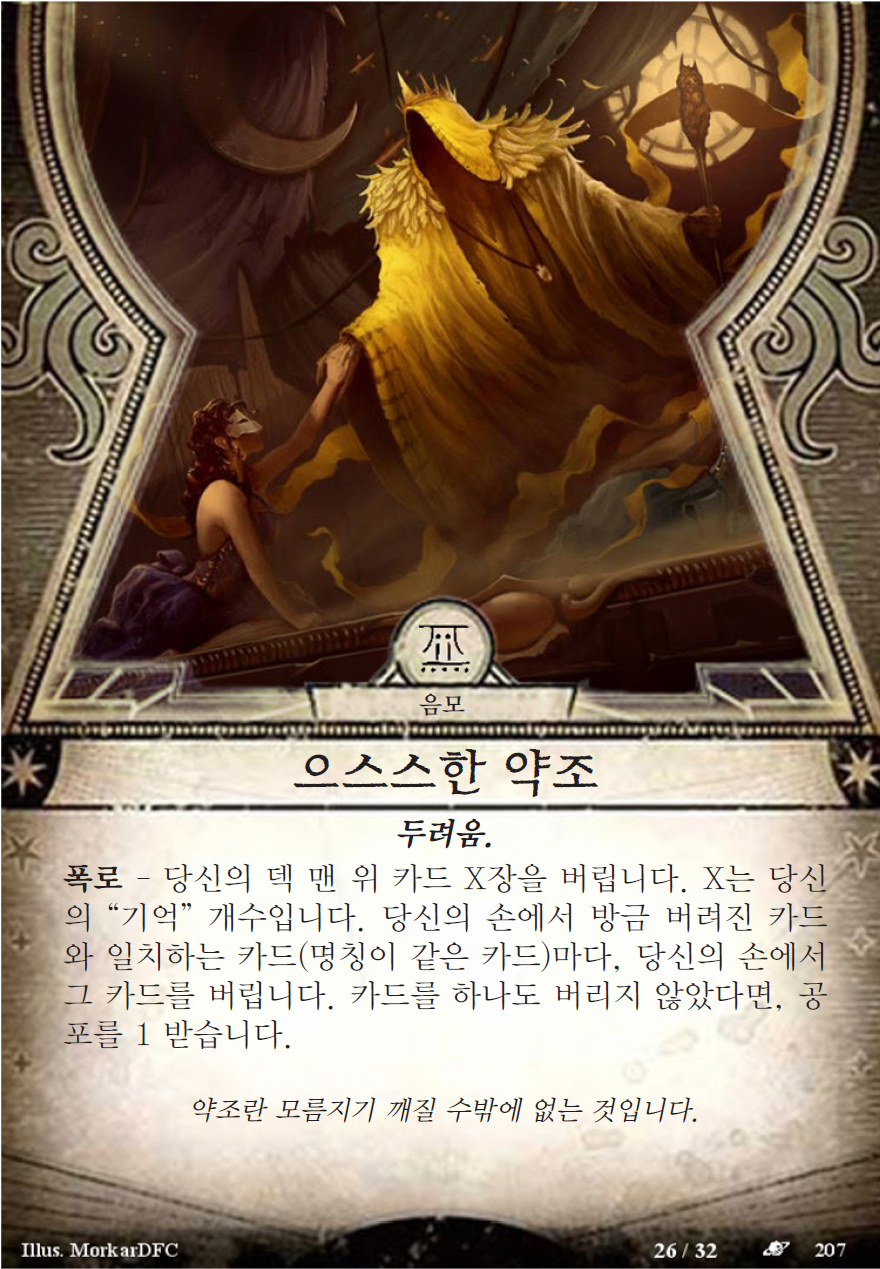 음모
으스스한 약조
두려움.
폭로 - 당신의 덱 맨 위 카드 X장을 버립니다. X는 당신
의 “기억” 개수입니다. 당신의 손에서 방금 버려진 카드
와 일치하는 카드(명칭이 같은 카드)마다, 당신의 손에서
그 카드를 버립니다. 카드를 하나도 버리지 않았다면, 공
포를 1 받습니다.
약조란 모름지기 깨질 수밖에 없는 것입니다.
Illus. MorkarDFC 26 / 32 207